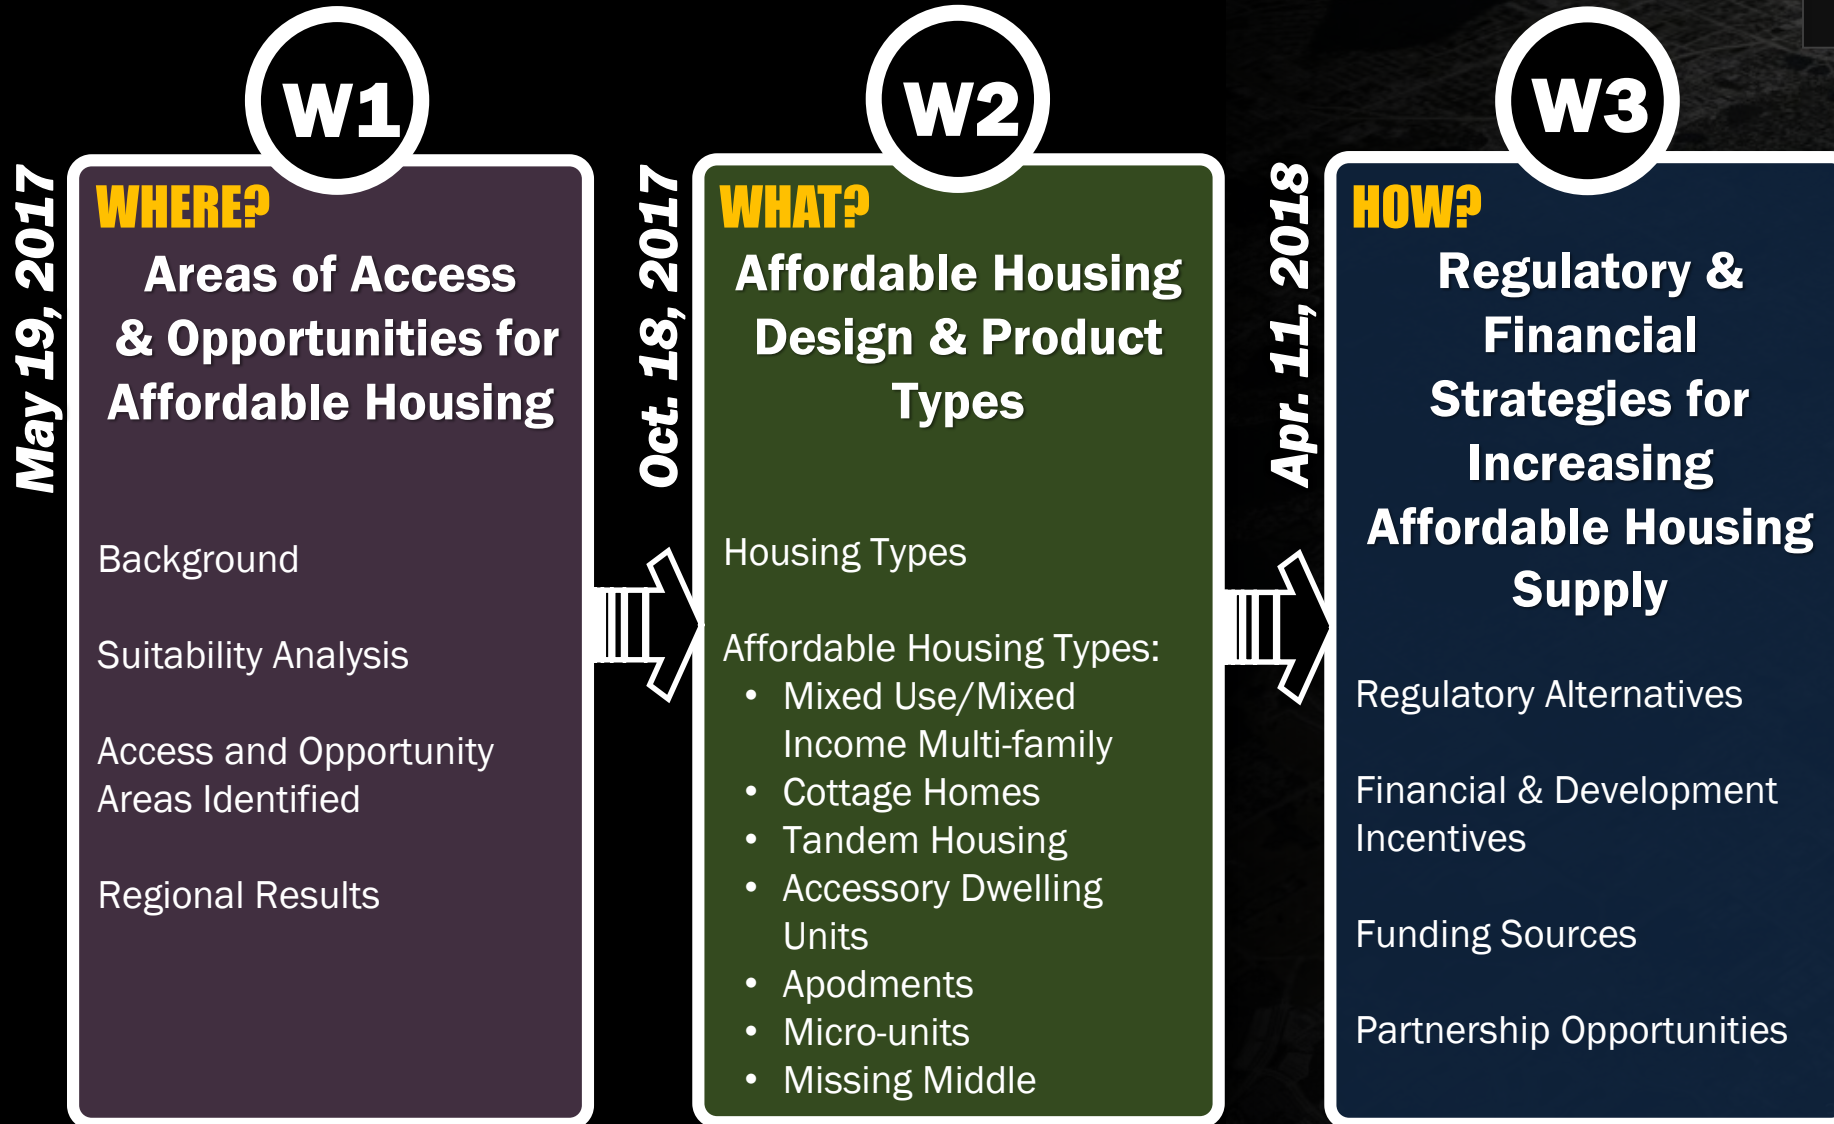 W1
May 19, 2017
WHERE?
Areas of Access
& Opportunities for
Affordable Housing
Background
Suitability Analysis
Access and Opportunity
Areas Identified
Regional Results
W2
Oct. 18, 2017
WHAT?
Affordable Housing
Design & Product
Types
Housing Types
Affordable Housing Types:
• Mixed Use/Mixed
Income Multi-family
• Cottage Homes
• Tandem Housing
• Accessory Dwelling
Units
• Apodments
• Micro-units
• Missing Middle
W3
Apr. 11, 2018
HOW?
Regulatory &
Financial
Strategies for
Increasing
Affordable Housing
Supply
Regulatory Alternatives
Financial & Development
Incentives
Funding Sources
Partnership Opportunities